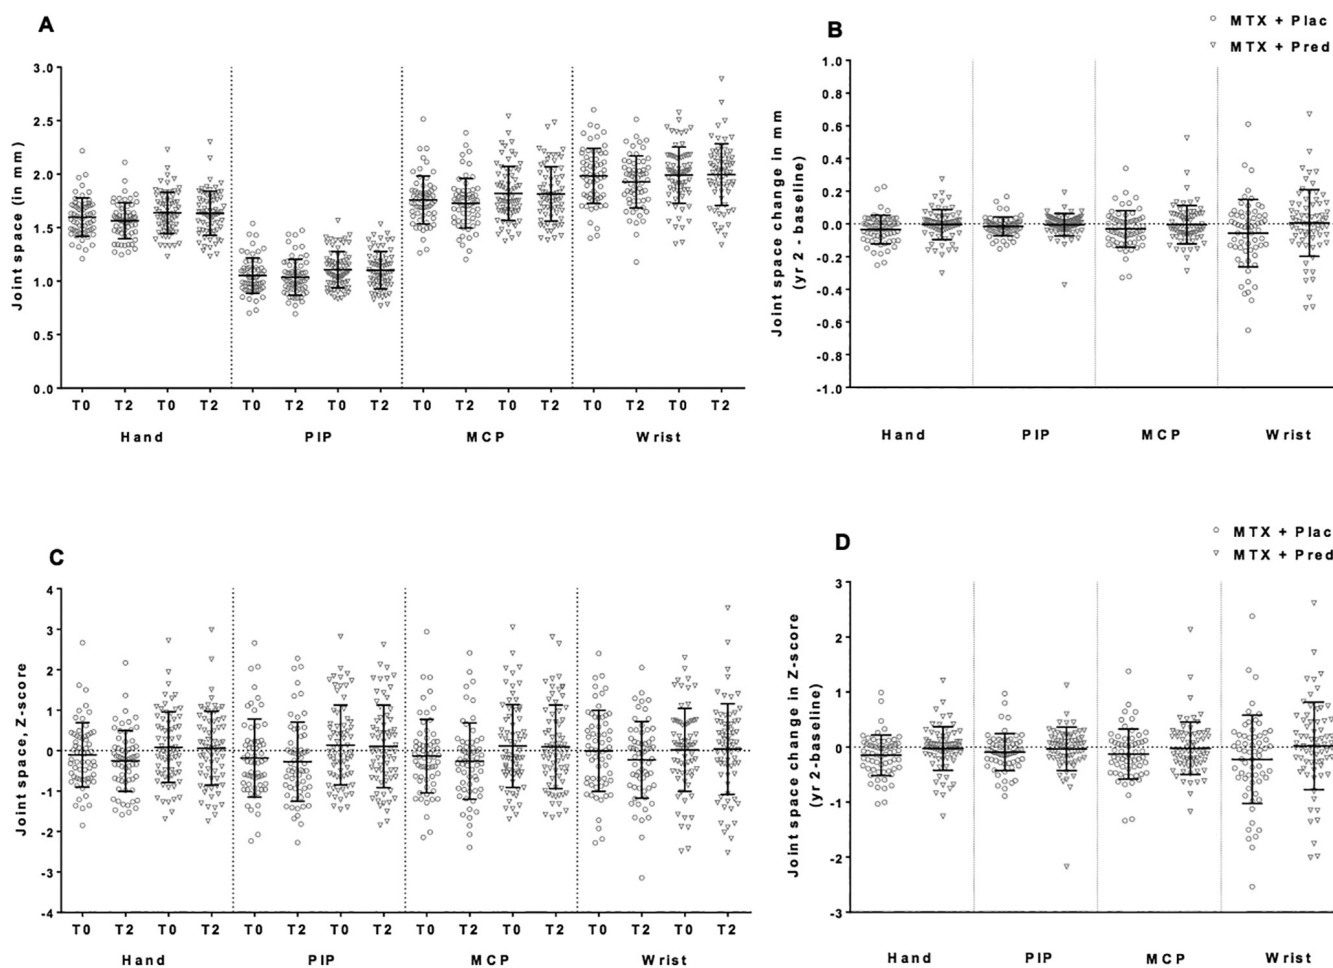 A
Joint space (in mm)
3.0
2.5
2.0
1.5
1.0
0.5
0.0
T0 T2 T0 T2 T0 T2 T0 T2 T0 T2 T0 T2 T0 T2 T0 T2
Hand PIP MCP Wrist
B
MTX + Plac
MTX + Pred
Joint space change in mm
(yr 2 - baseline)
1.0
0.8
0.6
0.4
0.2
0.0
-0.2
-0.4
-0.6
-0.8
-1.0
Hand PIP MCP Wrist
C
Joint space, Z-score
4
3
2
1
0
-1
-2
-3
-4
T0 T2 T0 T2 T0 T2 T0 T2 T0 T2 T0 T2 T0 T2 T0 T2
Hand PIP MCP Wrist
D
MTX + Plac
MTX + Pred
Joint space change in Z-score
(yr 2-baseline)
3
2
1
0
-1
-2
-3
Hand PIP MCP Wrist